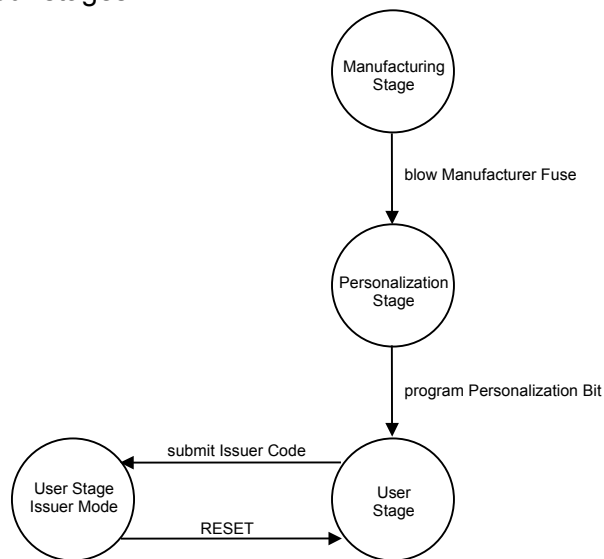 stages
Manufacturing
Stage
blow Manufacturer Fuse
Personalization
Stage
program Personalization Bit
submit Issuer Code
User Stage
Issuer Mode
User
Stage
RESET